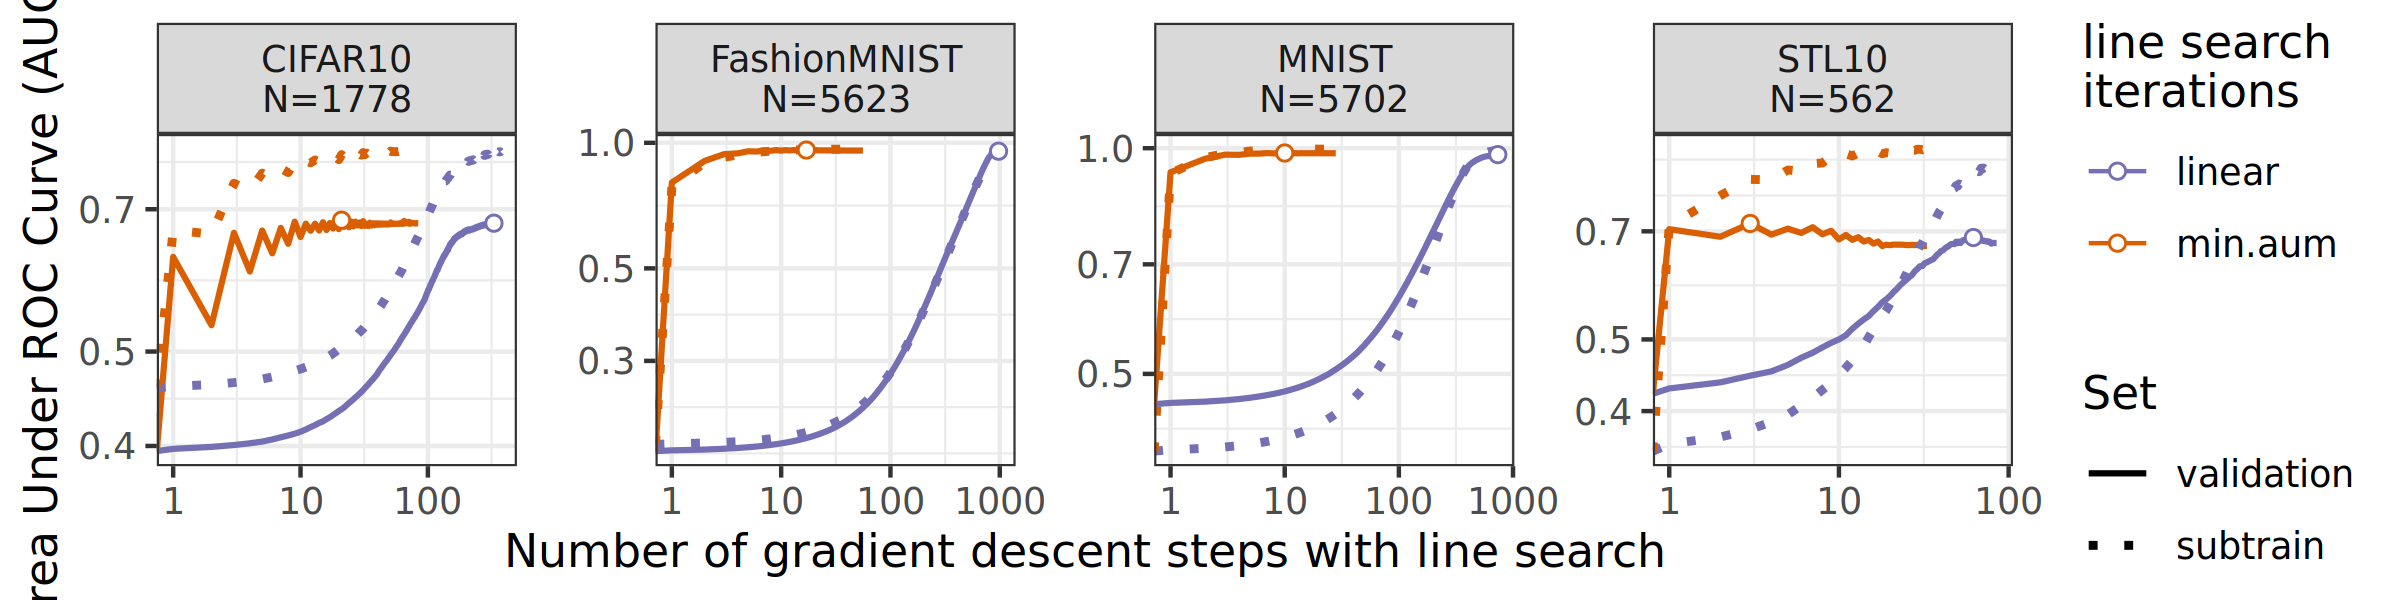 rea Under ROC Curve (AUC
CIFAR10
N=1778
0.7
0.5
0.4
1
10
100
FashionMNIST
N=5623
1.0
0.5
0.3
1
10
100
1000
MNIST
N=5702
1.0
0.7
0.5
1
10
100
1000
STL10
N=562
0.7
0.5
0.4
1
10
100
Number of gradient descent steps with line search
line search
iterations
linear
min.aum
Set
validation
subtrain